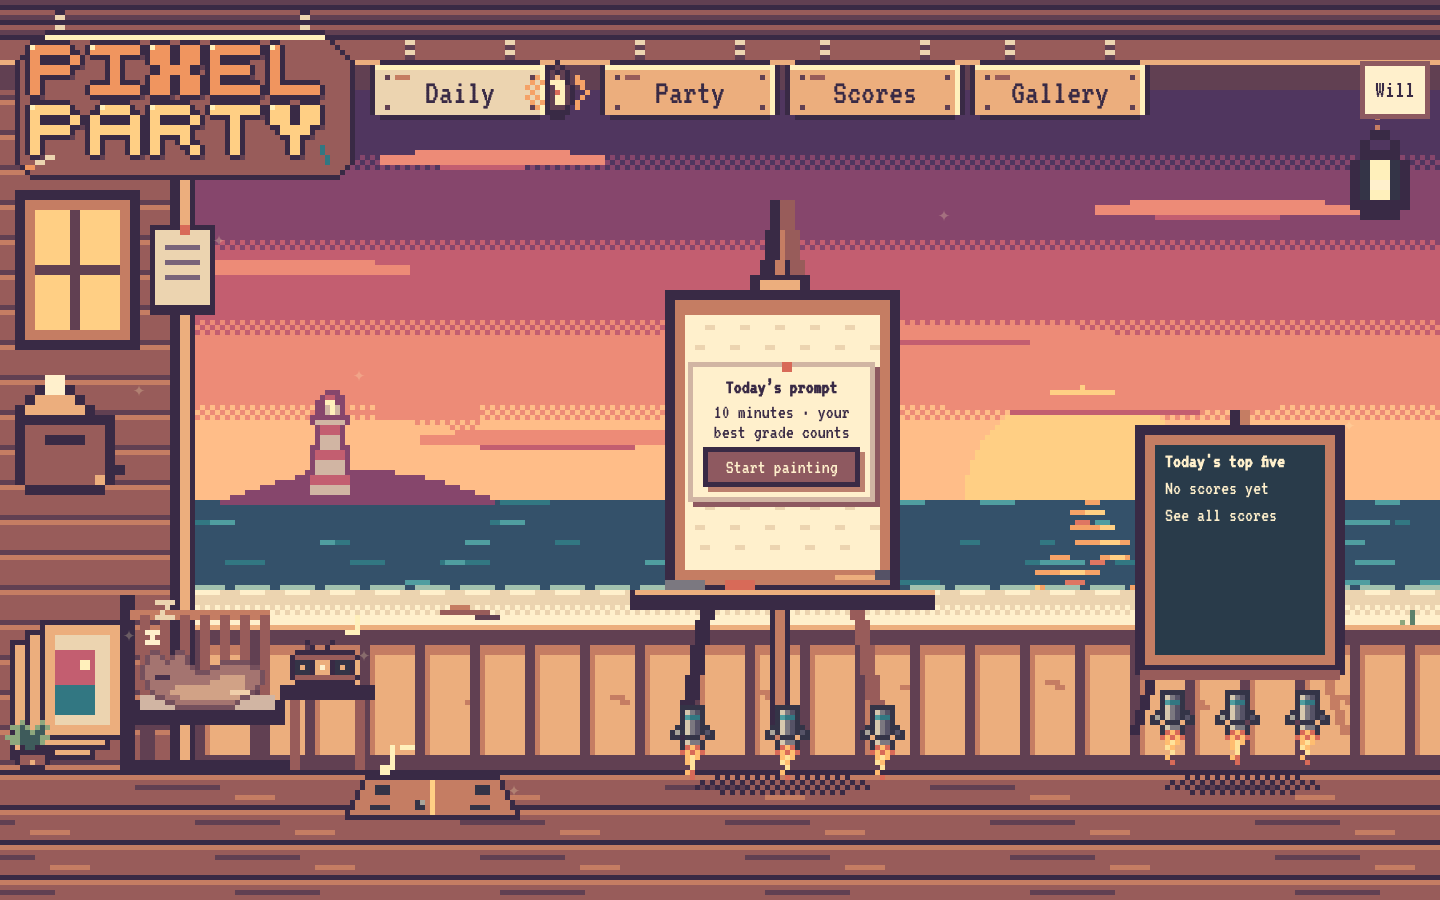 PIXEL
PARTY
Daily
Party
Scores
Gallery
Will
Today's prompt
10 minutes · your
best grade counts
Start painting
Today's top five
No scores yet
See all scores